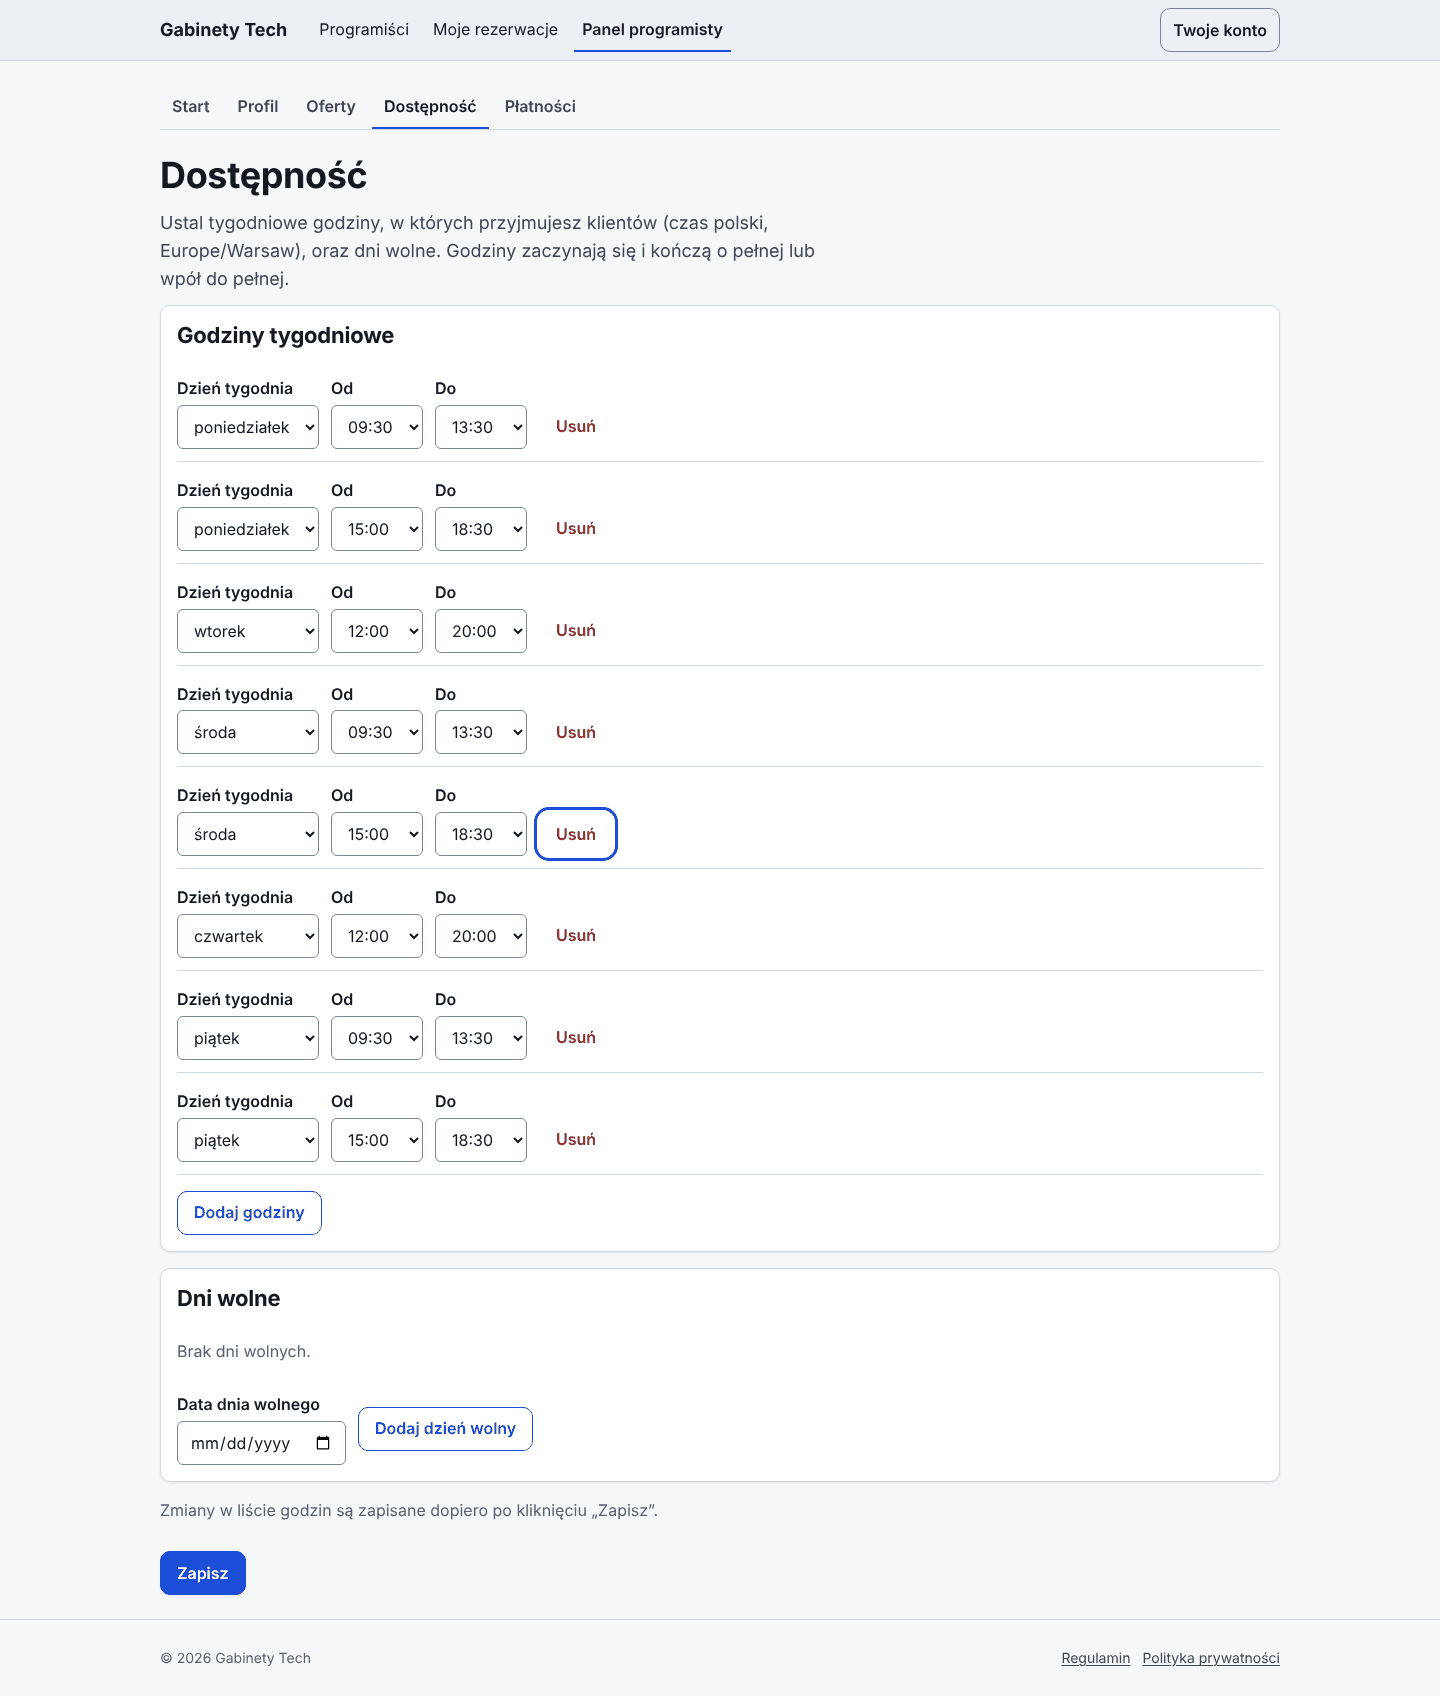 Gabinety Tech Programiści Moje rezerwacje Panel programisty Twoje konto
Start Profil Oferty Dostępność Płatności
Dostępność
Ustal tygodniowe godziny, w których przyjmujesz klientów (czas polski,
Europe/Warsaw), oraz dni wolne. Godziny zaczynają się i kończą o pełnej lub
wpół do pełnej.
Godziny tygodniowe
Dzień tygodnia Od Do
poniedziałek 09:30 13:30 Usuń
Dzień tygodnia Od Do
poniedziałek 15:00 18:30 Usuń
Dzień tygodnia Od Do
wtorek 12:00 20:00 Usuń
Dzień tygodnia Od Do
środa 09:30 13:30 Usuń
Dzień tygodnia Od Do
środa 15:00 18:30 Usuń
Dzień tygodnia Od Do
czwartek 12:00 20:00 Usuń
Dzień tygodnia Od Do
piątek 09:30 13:30 Usuń
Dzień tygodnia Od Do
piątek 15:00 18:30 Usuń
Dodaj godziny
Dni wolne
Brak dni wolnych.
Data dnia wolnego
mm/dd/yyyy Dodaj dzień wolny
Zmiany w liście godzin są zapisane dopiero po kliknięciu „Zapisz”.
Zapisz
© 2026 Gabinety Tech Regulamin Polityka prywatności